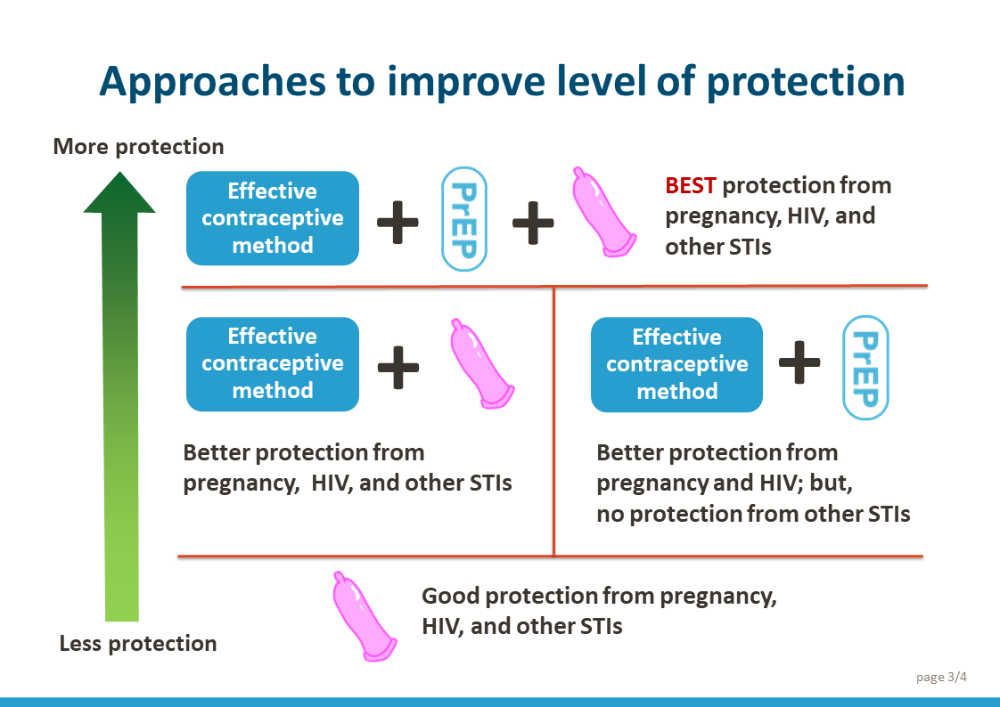 Approaches to improve level of protection
More protection
Effective
contraceptive
method
+
PrEP
+
BEST protection from
pregnancy, HIV, and
other STIs
Effective
contraceptive
method
+
Better protection from
pregnancy, HIV, and other STIs
Effective
contraceptive
method
+
PrEP
Better protection from
pregnancy and HIV; but,
no protection from other STIs
Good protection from pregnancy,
HIV, and other STIs
Less protection
page 3/4